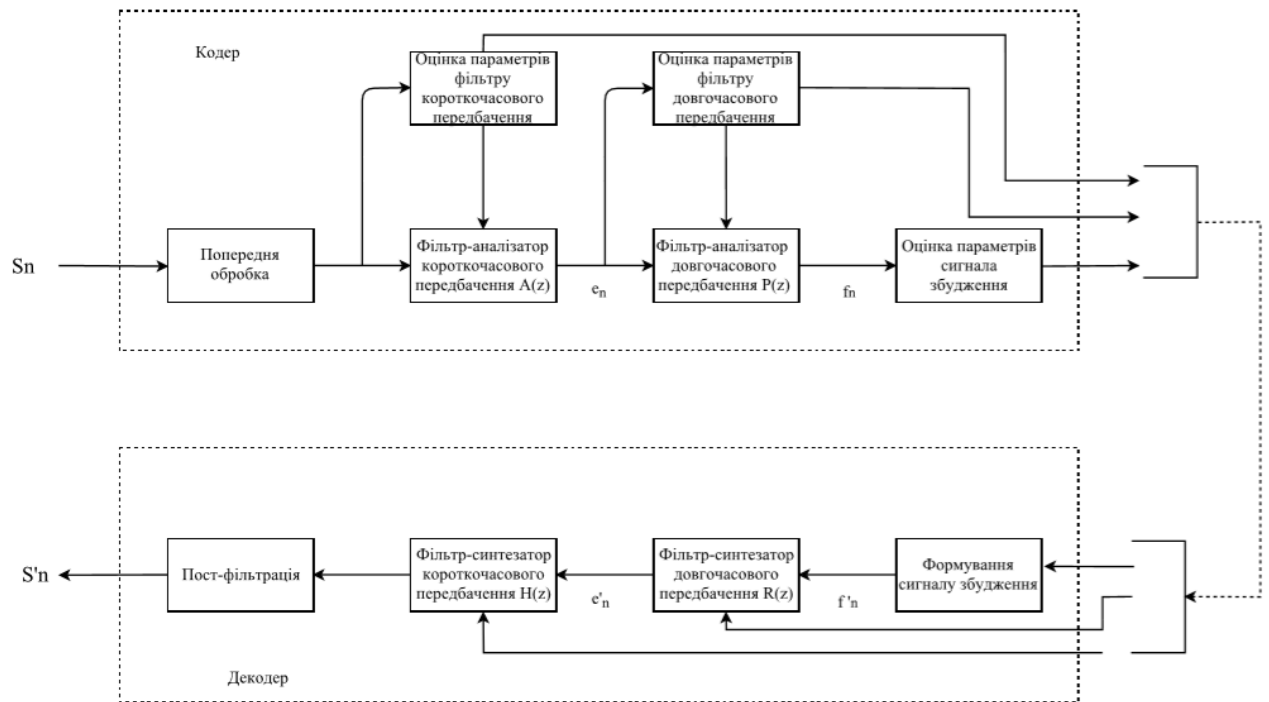 Кодер
Оцінка параметрів
фільтру
короткочасового
передбачення
Оцінка параметрів
фільтру
довгочасового
передбачення
Sn
Попередня
обробка
Фільтр-аналізатор
короткочасового
передбачення A(z)
en
Фільтр-аналізатор
довгочасового
передбачення P(z)
fn
Оцінка параметрів
сигнала
збудження
S'n
Пост-фільтрація
Фільтр-синтезатор
короткочасового
передбачення H(z)
e'n
Фільтр-синтезатор
довгочасового
передбачення R(z)
f'n
Формування
сигналу збудження
Декодер